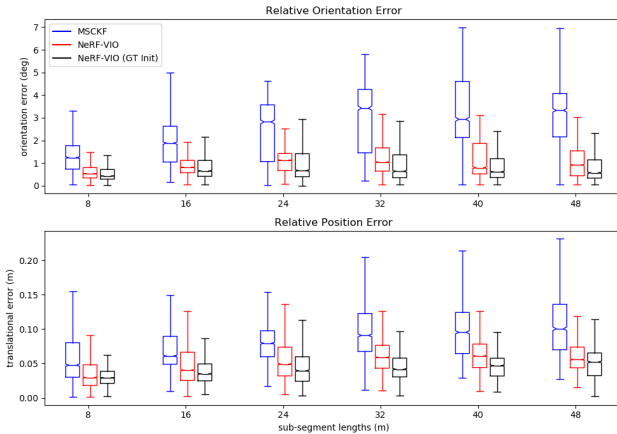 Relative Orientation Error
orientation error (deg)
7
6
5
4
3
2
1
0
MSCKF
NeRF-VIO
NeRF-VIO (GT Init)
8 16 24 32 40 48
Relative Position Error
translational error (m)
0.20
0.15
0.10
0.05
0.00
8 16 24 32 40 48
sub-segment lengths (m)